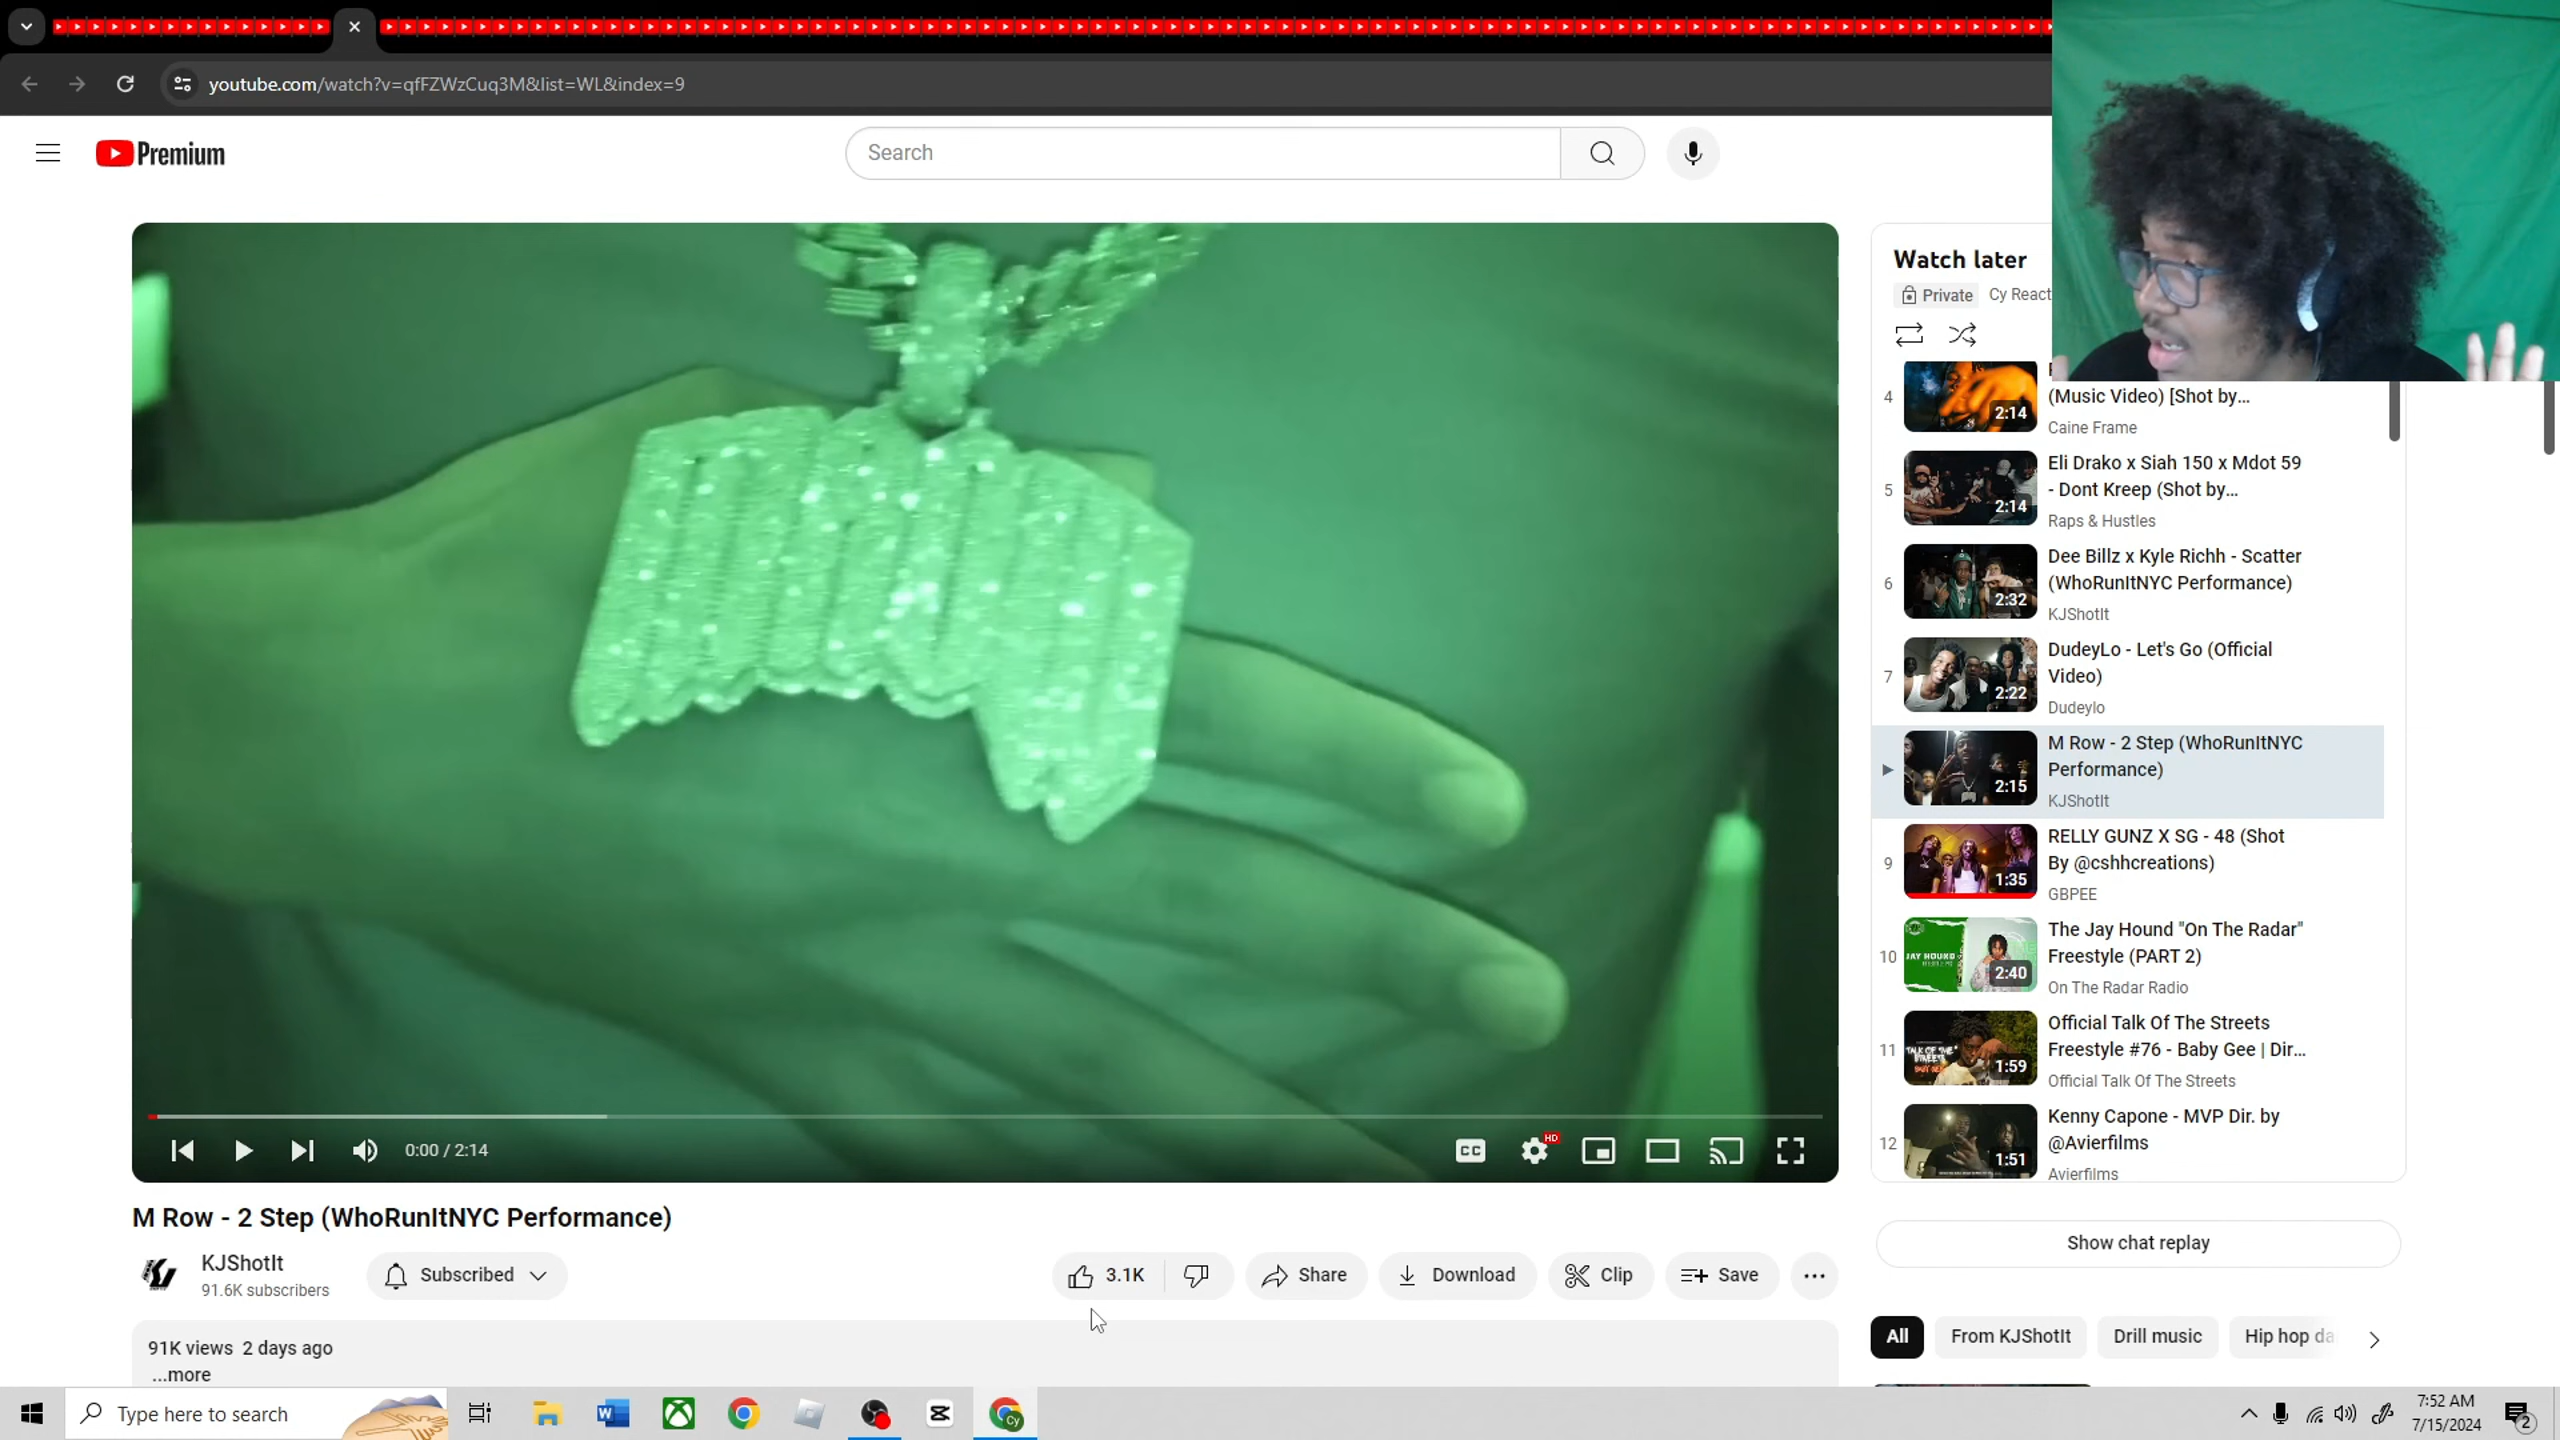 youtube.com/watch?v=qfFZWzCuq3M&list=WL&index=9
Premium
Search
Watch later
Private Cy React
4
(Music Video) [Shot by...
Caine Frame
2:14
5
Eli Drako x Siah 150 x Mdot 59
- Dont Kreep (Shot by...
Raps & Hustles
2:14
6
Dee Billz x Kyle Richh - Scatter
(WhoRunItNYC Performance)
KJShotIt
2:32
7
DudeyLo - Let's Go (Official
Video)
Dudeylo
2:22
M Row - 2 Step (WhoRunItNYC
Performance)
KJShotIt
2:15
9
RELLY GUNZ X SG - 48 (Shot
By @cshhcreations)
GBPEE
1:35
10
The Jay Hound "On The Radar"
Freestyle (PART 2)
On The Radar Radio
JAY HOUND
2:40
11
Official Talk Of The Streets
Freestyle #76 - Baby Gee | Dir...
Official Talk Of The Streets
1:59
12
Kenny Capone - MVP Dir. by
@Avierfilms
Avierfilms
1:51
0:00 / 2:14
CC
HD
M Row - 2 Step (WhoRunItNYC Performance)
KJShotIt
91.6K subscribers
Subscribed
3.1K
Share
Download
Clip
Save
Show chat replay
91K views 2 days ago
...more
All
From KJShotIt
Drill music
Hip hop da
Type here to search
Cy
7:52 AM
7/15/2024
2